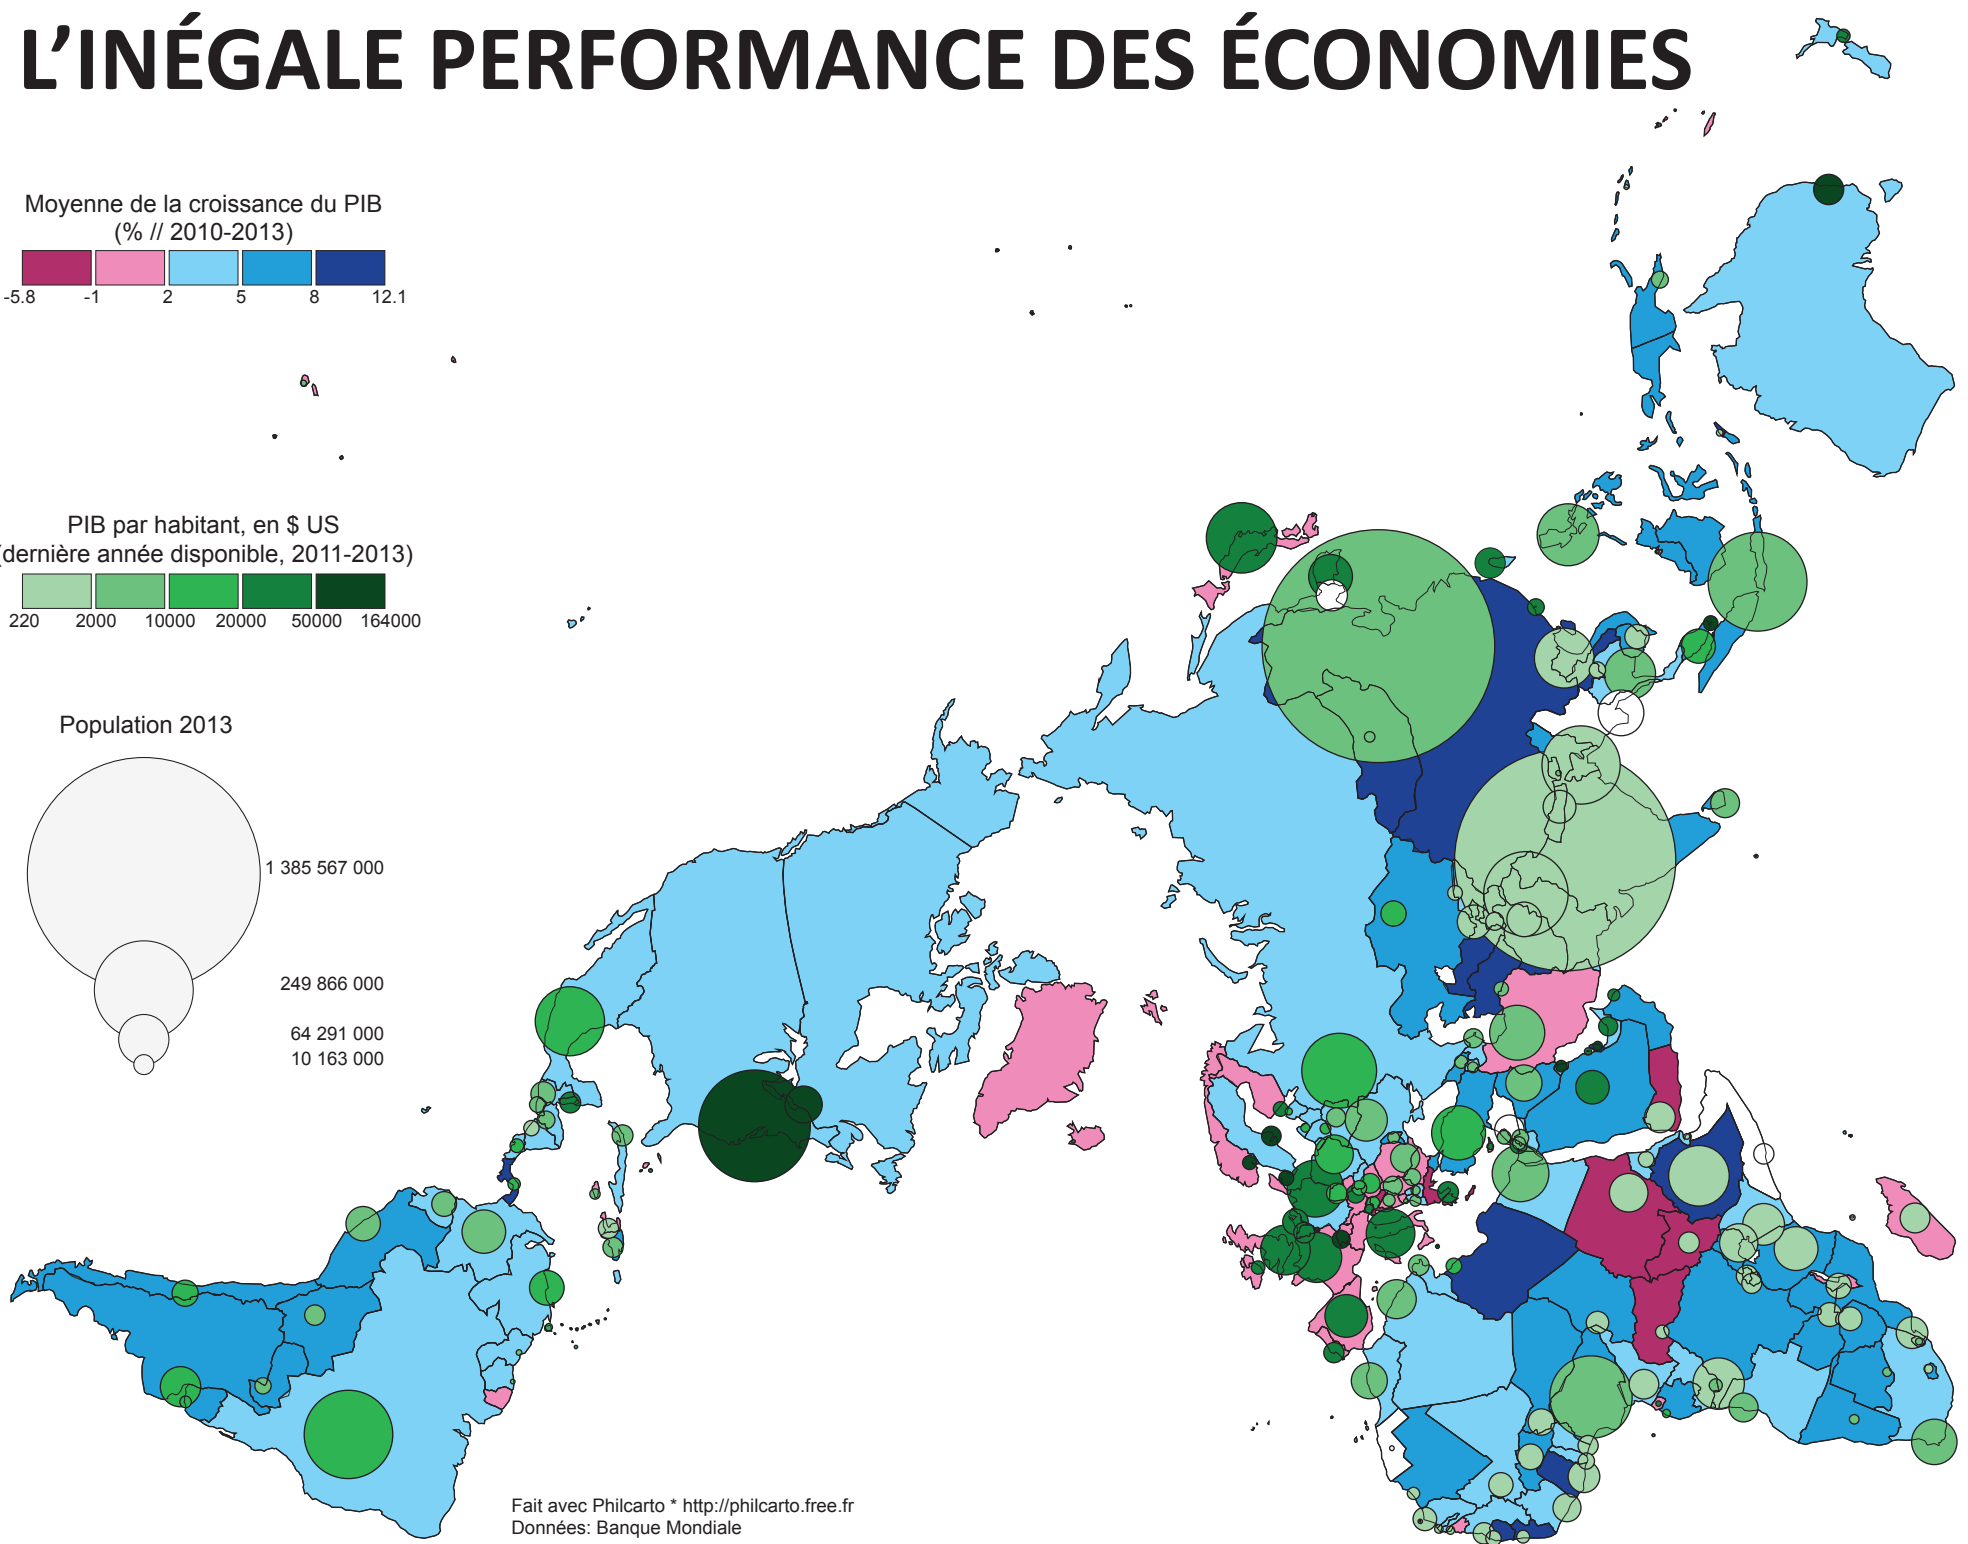 L’INÉGALE PERFORMANCE DES ÉCONOMIES
Moyenne de la croissance du PIB
(% // 2010-2013)
-5.8 -1 2 5 8 12.1
PIB par habitant, en $ US
(dernière année disponible, 2011-2013)
220 2000 10000 20000 50000 164000
Population 2013
1 385 567 000
249 866 000
64 291 000
10 163 000
Fait avec Philcarto * http://philcarto.free.fr
Données: Banque Mondiale